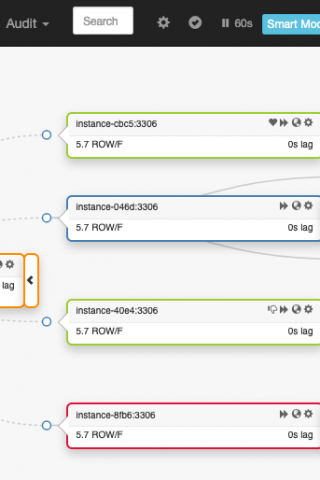 Audit Search 60s Smart Mod
instance-cbc5:3306
5.7 ROW/F 0s lag
instance-046d:3306
5.7 ROW/F 0s lag
lag
instance-40e4:3306
5.7 ROW/F 0s lag
instance-8fb6:3306
5.7 ROW/F 0s lag